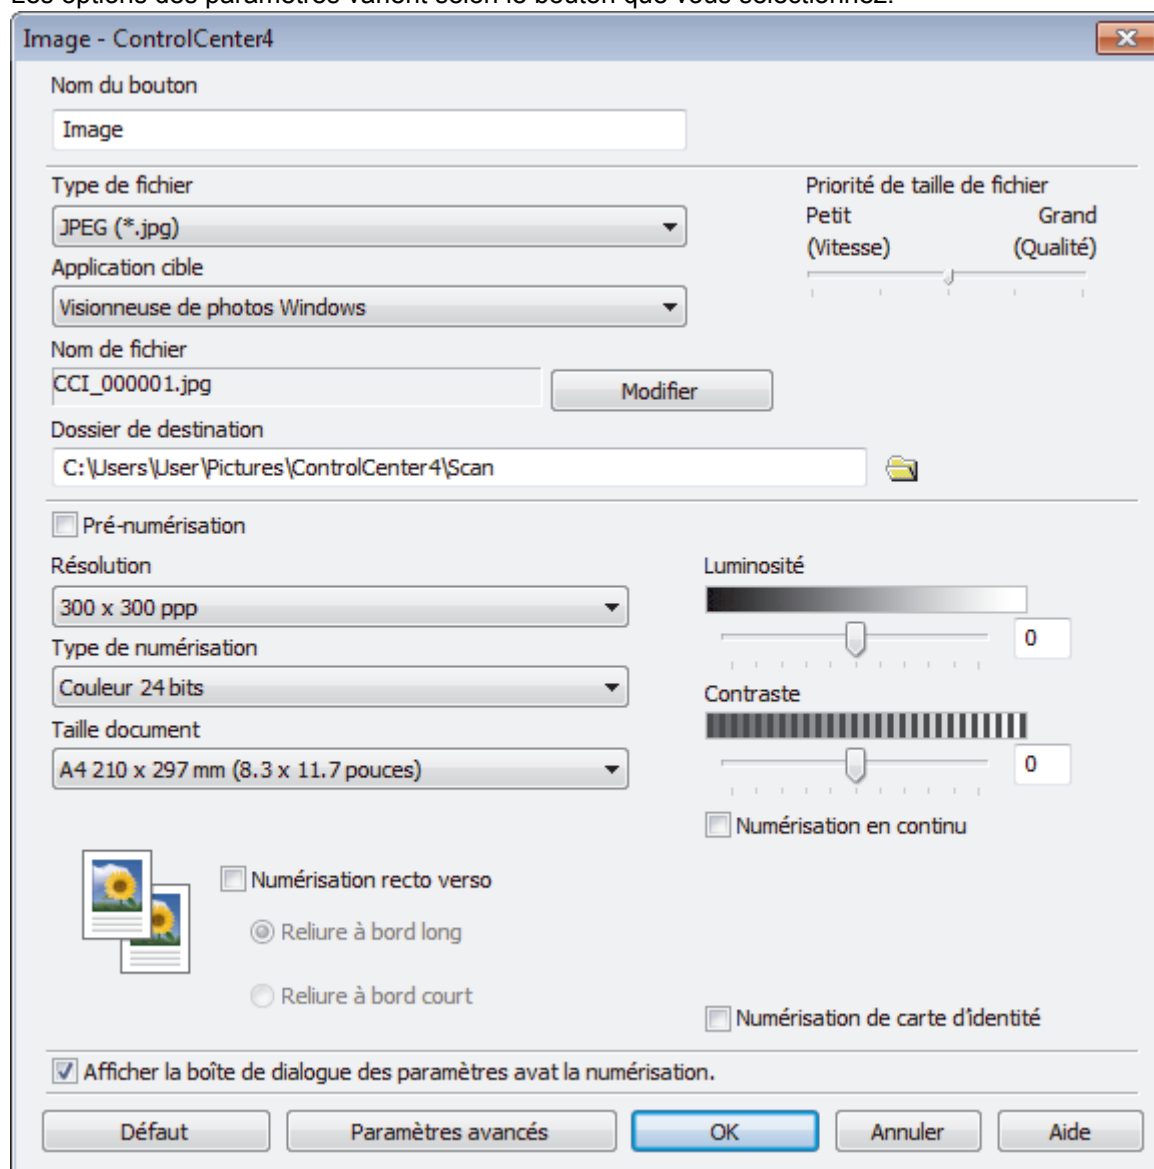 Les options des paramètres varient selon le bouton que vous sélectionnez.
Image - ControlCenter4
Nom du bouton
Image
Type de fichier
JPEG (*.jpg)
Application cible
Visionneuse de photos Windows
Nom de fichier
CCI_000001.jpg
Modifier
Dossier de destination
C:\Users\User\Pictures\ControlCenter4\Scan
Priorité de taille de fichier
Petit Grand
(Vitesse) (Qualité)
Pré-numérisation
Résolution
300 x 300 ppp
Type de numérisation
Couleur 24 bits
Taille document
A4 210 x 297 mm (8.3 x 11.7 pouces)
Luminosité
0
Contraste
0
Numérisation en continu
Numérisation recto verso
Reliure à bord long
Reliure à bord court
Numérisation de carte d'identité
Afficher la boîte de dialogue des paramètres avat la numérisation.
Défaut Paramètres avancés OK Annuler Aide